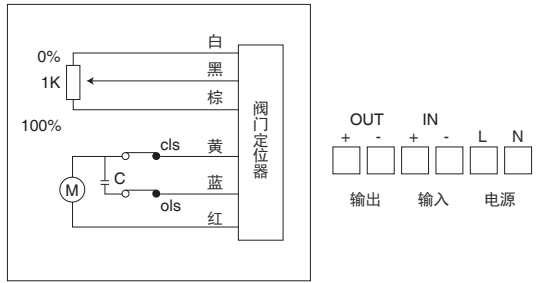 白
0%
黑
1K
棕
100%
阀门定位器
cls
黄
C
M
蓝
ols
红
OUT IN
+ - + - L N
输出 输入 电源